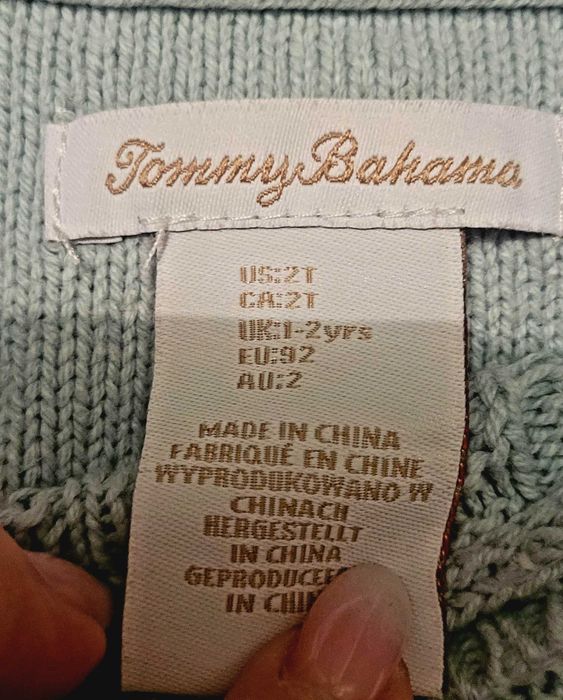 Tommy Bahama
US:2T
CA:2T
UK:1-2yrs
EU:92
AU:2
MADE IN CHINA
FABRIQUÉ EN CHINE
WYPRODUKOWANO W
CHINACH
HERGESTELLT
IN CHINA
IN